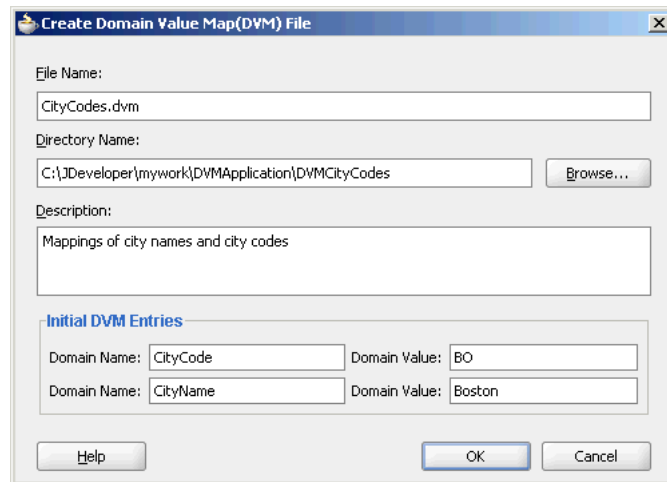 Create Domain Value Map(DVM) File
File Name:
CityCodes.dvm
Directory Name:
C:\JDeveloper\mywork\DVMApplication\DVMCityCodes Browse...
Description:
Mappings of city names and city codes
Initial DVM Entries
Domain Name: CityCode Domain Value: BO
Domain Name: CityName Domain Value: Boston
Help OK Cancel